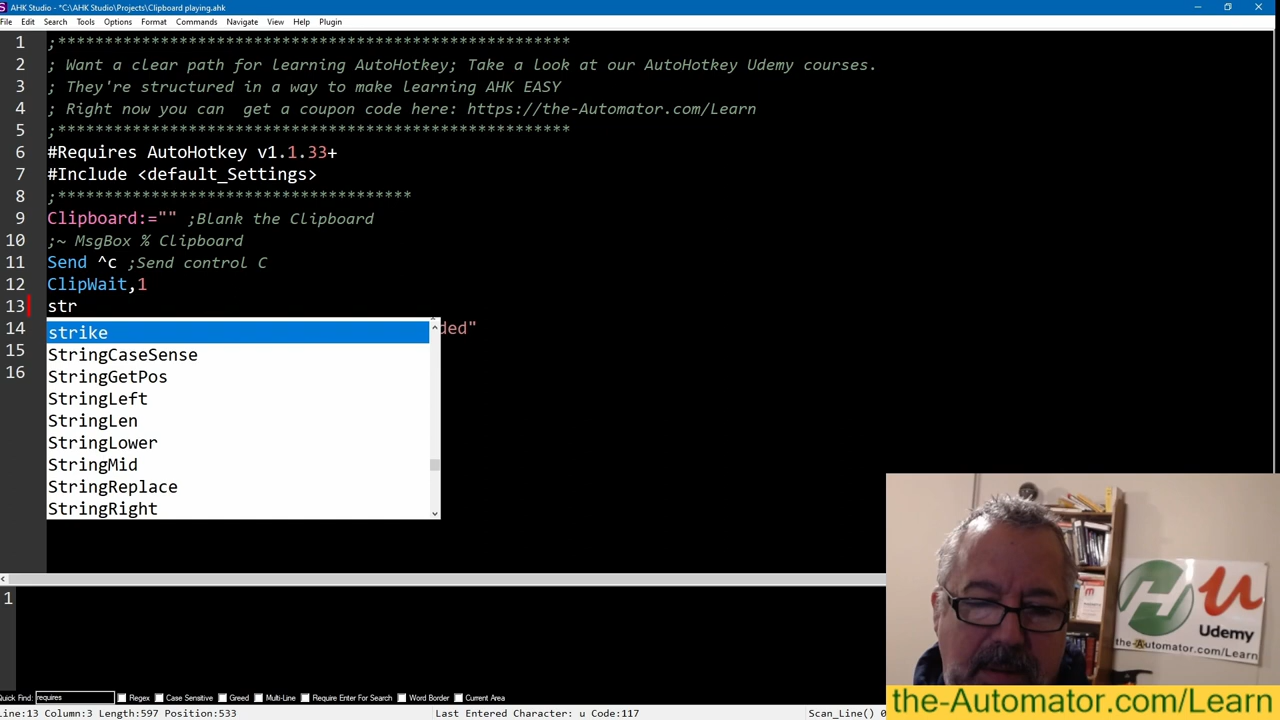 AHK Studio - *C:\AHK Studio\Projects\Clipboard playing.ahk
File Edit Search Tools Options Format Commands Navigate View Help Plugin
1 ;****************************************************
2 ; Want a clear path for learning AutoHotkey; Take a look at our AutoHotkey Udemy courses.
3 ; They're structured in a way to make learning AHK EASY
4 ; Right now you can  get a coupon code here: https://the-Automator.com/Learn
5 ;****************************************************
6 #Requires AutoHotkey v1.1.33+
7 #Include <default_Settings>
8 ;************************************
9 Clipboard:="" ;Blank the Clipboard
10 ;~ MsgBox % Clipboard
11 Send ^c ;Send control C
12 ClipWait,1
13 str
14 ded"
15
16
strike
StringCaseSense
StringGetPos
StringLeft
StringLen
StringLower
StringMid
StringReplace
StringRight
1
H u
Udemy
the-Automator.com/Learn
Quick Find: requires Regex Case Sensitive Greed Multi-Line Require Enter For Search Word Border Current Area
the-Automator.com/Learn
Line:13 Column:3 Length:597 Position:533 Last Entered Character: u Code:117 Scan_Line() 0